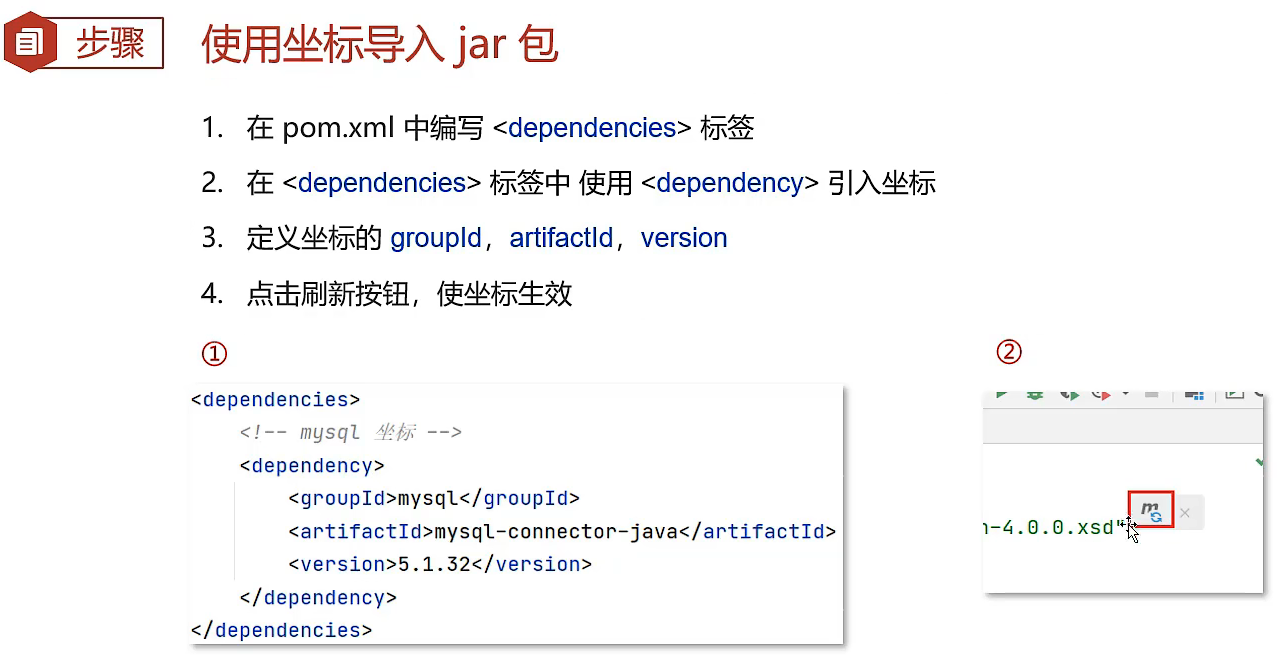 步骤
使用坐标导入 jar 包
1. 在 pom.xml 中编写 <dependencies> 标签
2. 在 <dependencies> 标签中 使用 <dependency> 引入坐标
3. 定义坐标的 groupId，artifactId，version
4. 点击刷新按钮，使坐标生效
①
<dependencies>
<!-- mysql 坐标 -->
<dependency>
<groupId>mysql</groupId>
<artifactId>mysql-connector-java</artifactId>
<version>5.1.32</version>
</dependency>
</dependencies>
②
m
n-4.0.0.xsd"